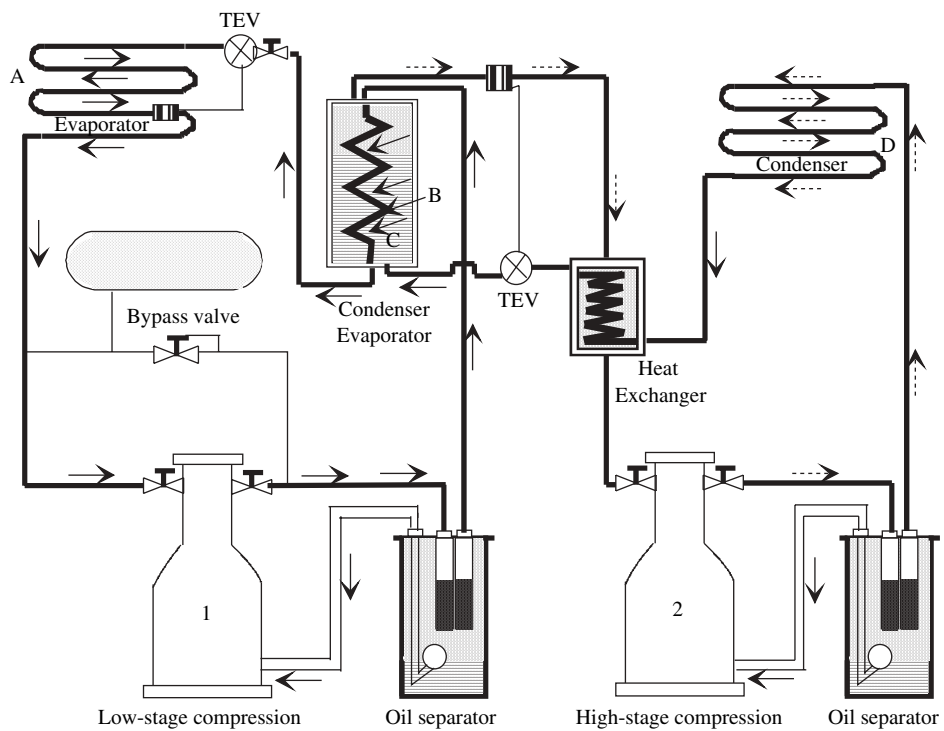 TEV
A
Evaporator
B
C
D
Condenser
TEV
Condenser
Evaporator
Bypass valve
Heat
Exchanger
1
2
Low-stage compression
Oil separator
High-stage compression
Oil separator